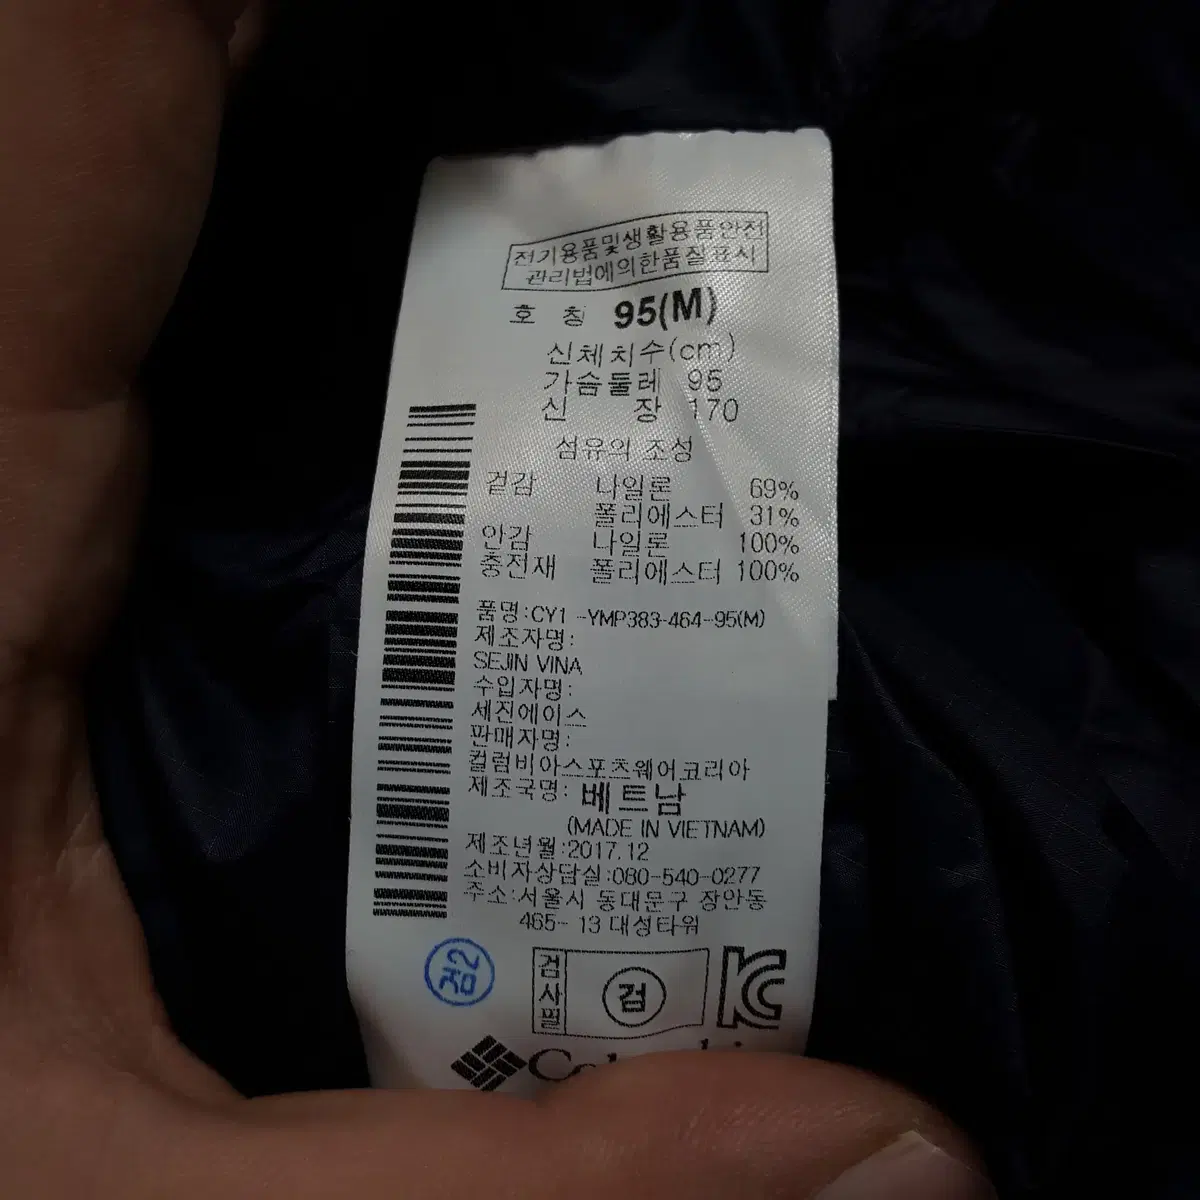 전기용품및생활용품안전
관리법에의한품질표시
호 칭 95(M)
신체치수(cm)
가슴둘레 95
신 장 170
섬유의 조성
겉감 나일론 69%
폴리에스터 31%
안감 나일론 100%
충전재 폴리에스터 100%
품명:CY1 -YMP383-464-95(M)
제조자명:
SEJIN VINA
수입자명:
세진에이스
판매자명:
컬럼비아스포츠웨어코리아
제조국명: 베트남
(MADE IN VIETNAM)
제조년월:2017.12
소비자상담실:080-540-0277
주소:서울시 동대문구 장안동
465-13 대성타워
검2
검사필
검
KC